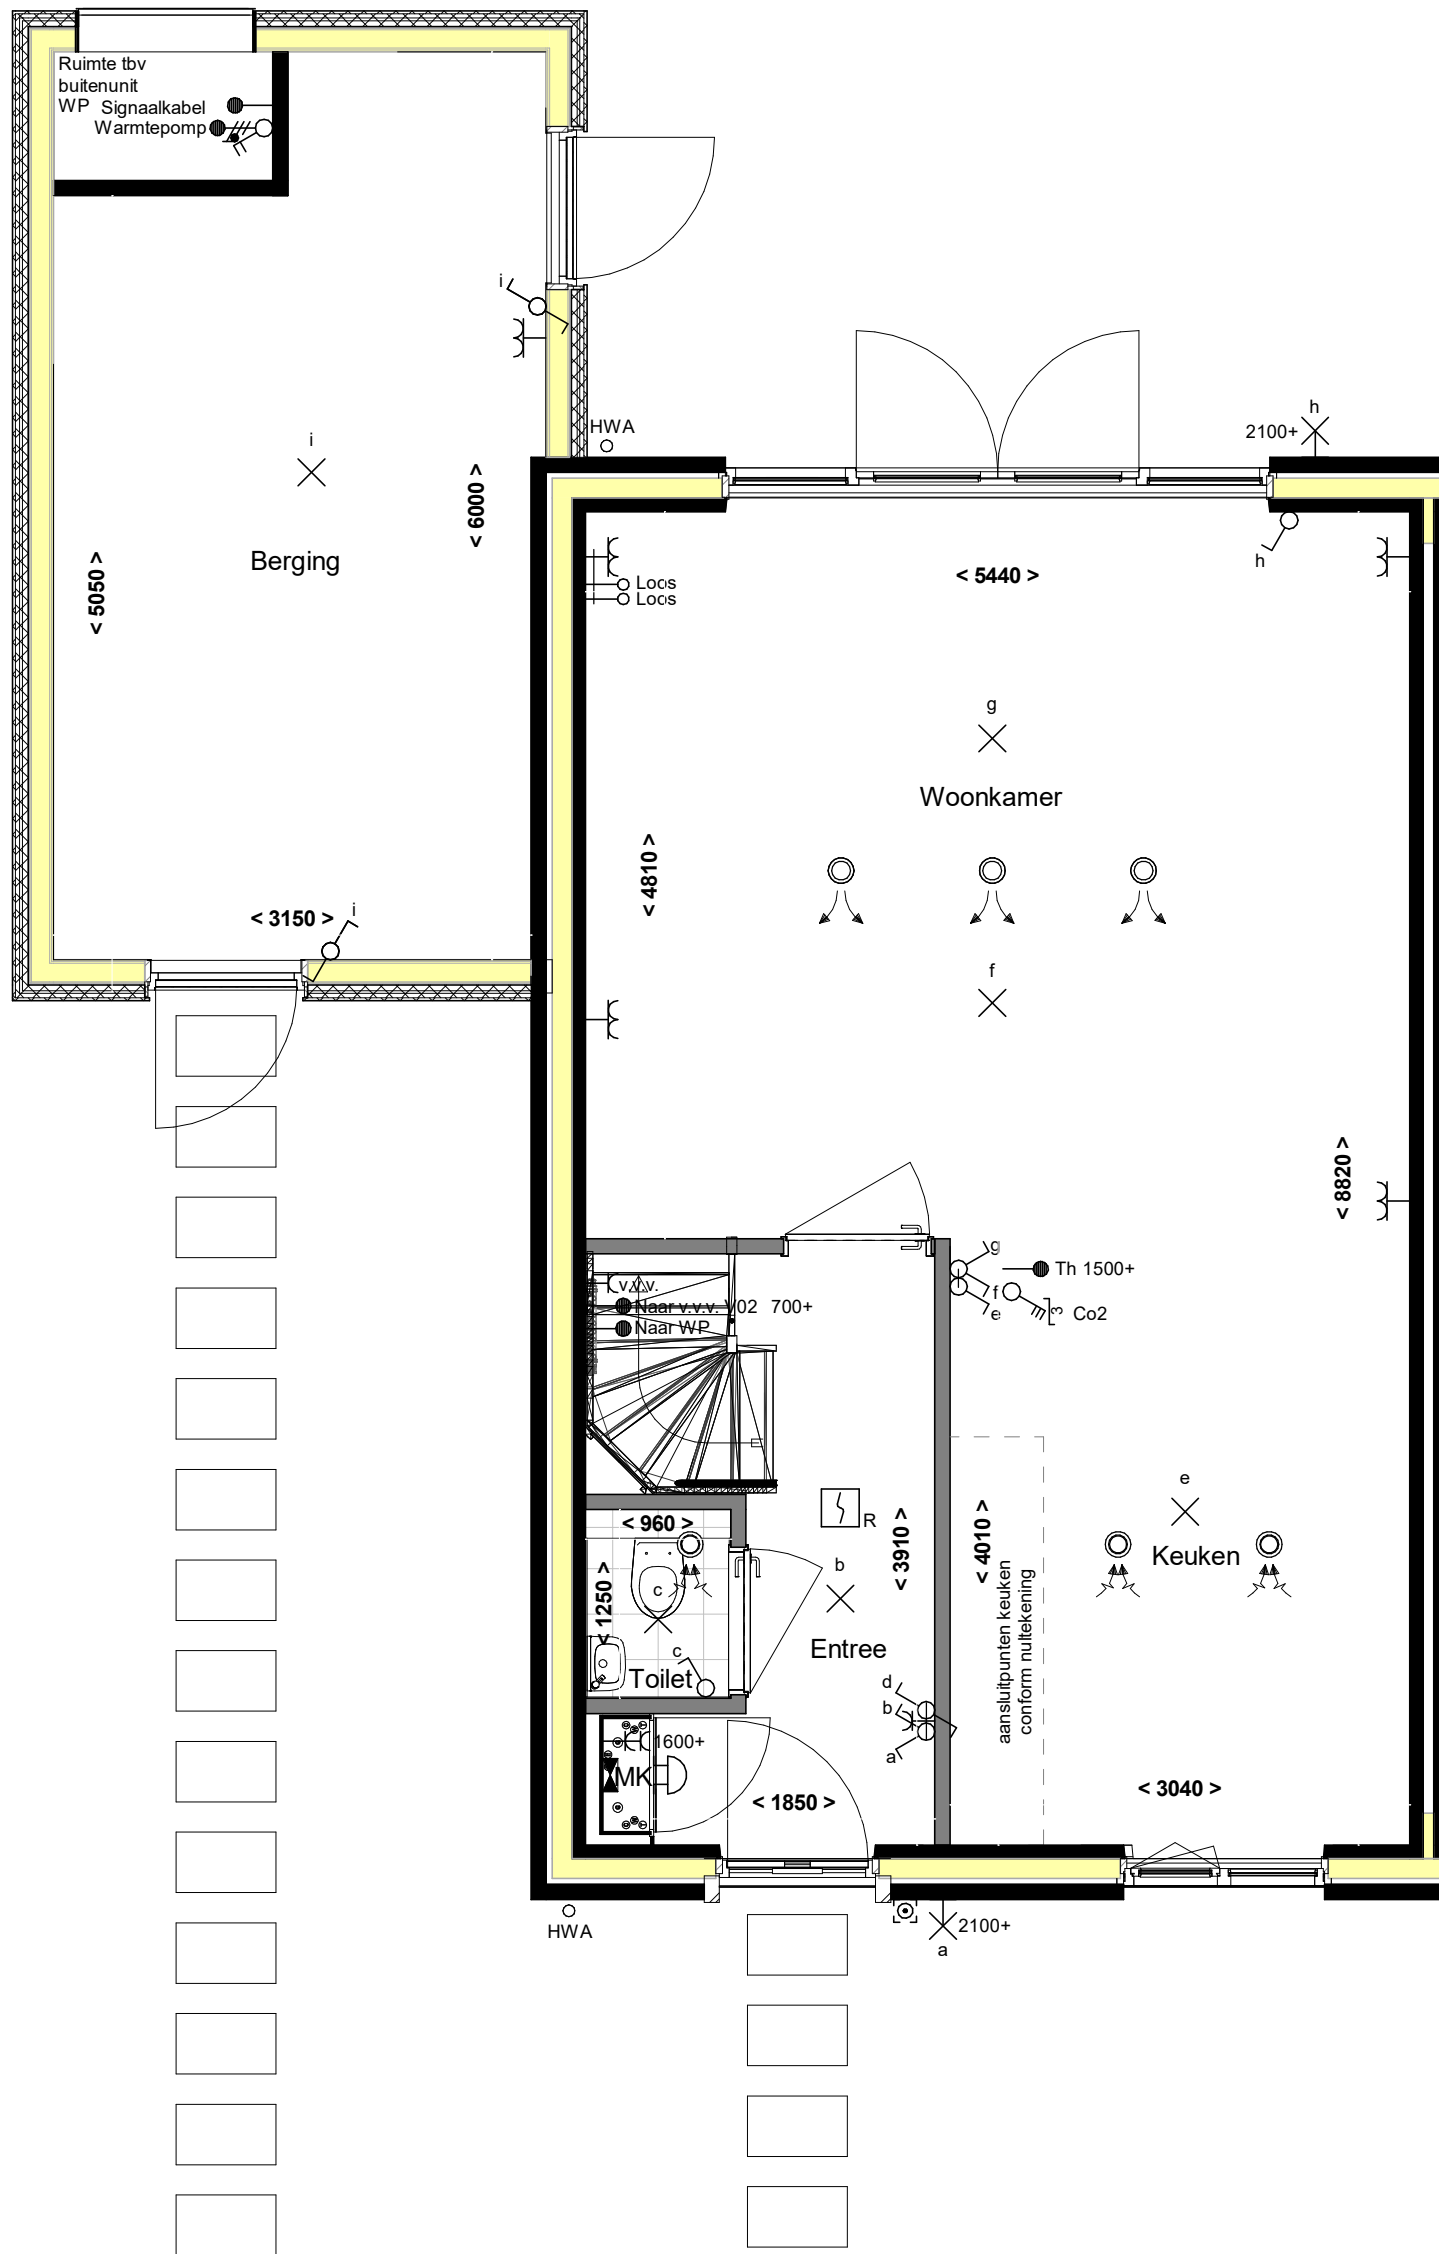 Ruimte tbv
buitenunit
WP
Signaalkabel
Warmtepomp
i
i
Berging
< 5050 >
< 6000 >
< 3150 >
i
HWA
h
2100+
h
Loos
Loos
< 5440 >
g
Woonkamer
< 4810 >
f
< 8820 >
g
f
e
Th 1500+
3
Co2
v.v.v.
Naar v.v.v. V02 700+
Naar WP
R
< 960 >
< 1250 >
c
c
Toilet
b
Entree
< 3910 >
< 4010 >
aansluitpunten keuken
conform nultekening
e
Keuken
d
b
a
1600+
MK
< 1850 >
< 3040 >
HWA
2100+
a